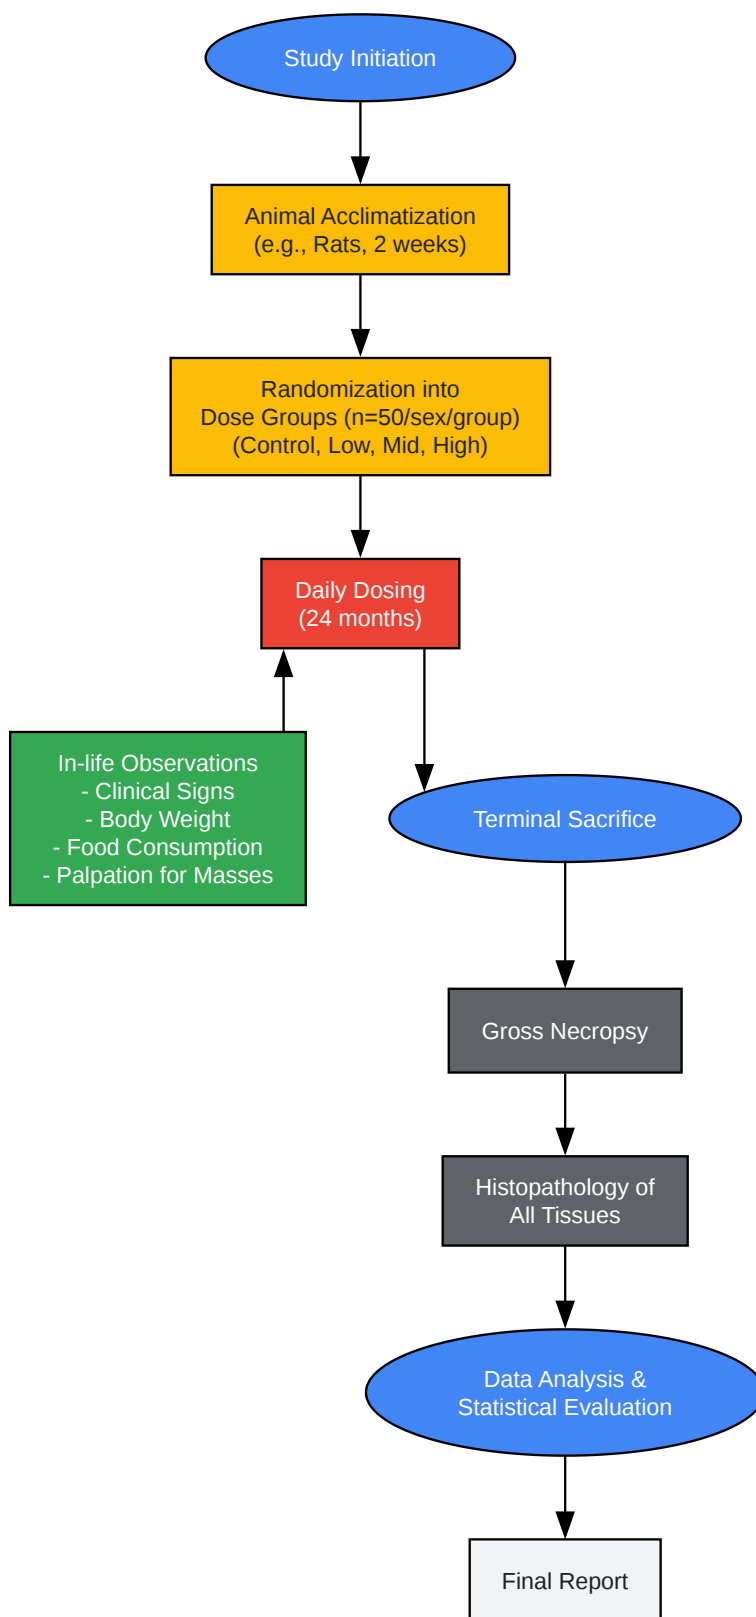 Study Initiation
Animal Acclimatization
(e.g., Rats, 2 weeks)
Randomization into
Dose Groups (n=50/sex/group)
(Control, Low, Mid, High)
Daily Dosing
(24 months)
In-life Observations
- Clinical Signs
- Body Weight
- Food Consumption
- Palpation for Masses
Terminal Sacrifice
Gross Necropsy
Histopathology of
All Tissues
Data Analysis &
Statistical Evaluation
Final Report